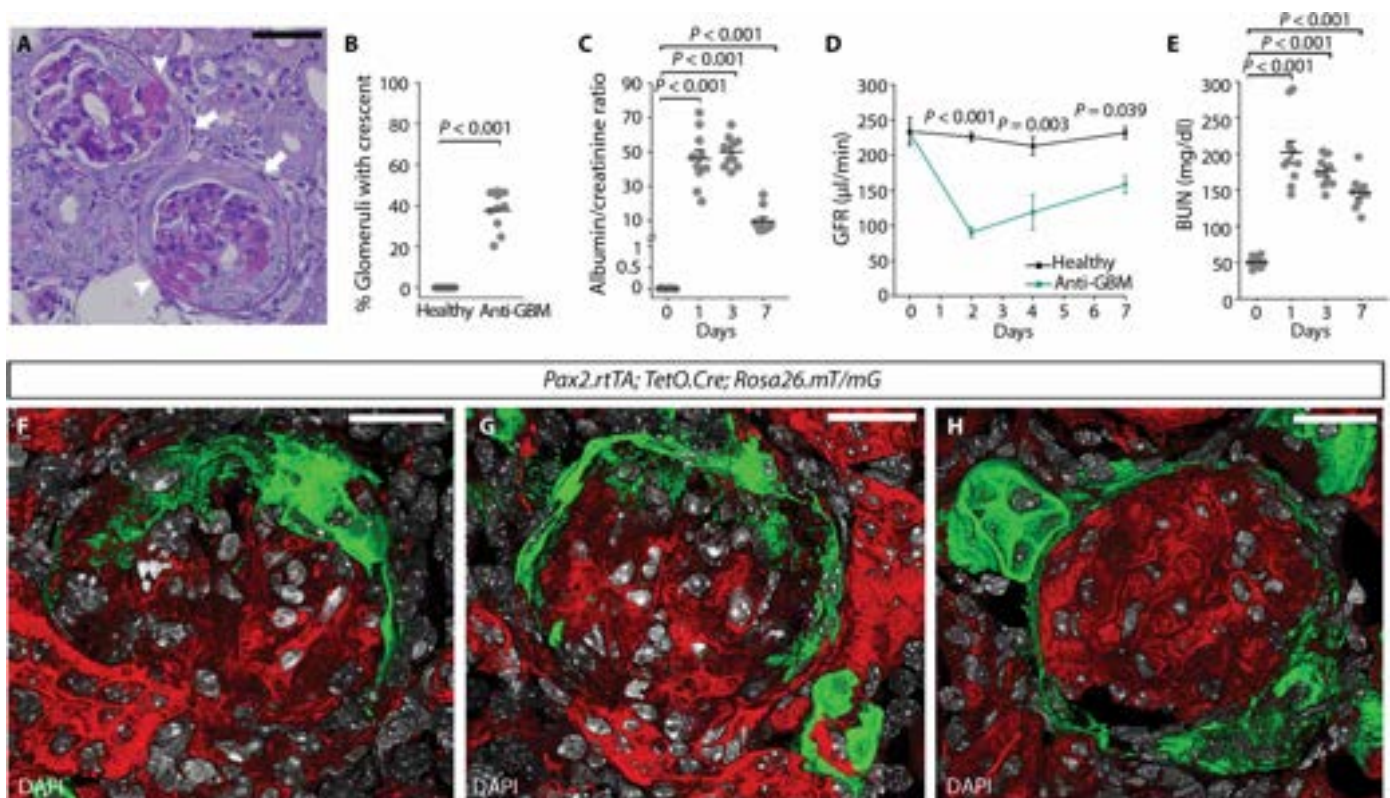 A
B
% Glomeruli with crescent
100
80
60
40
20
0
P < 0.001
Healthy Anti-GBM
C
Albumin/creatinine ratio
P < 0.001
P < 0.001
P < 0.001
90
70
50
30
10
0
1
0.5
0
0 1 3 7
Days
D
GFR (µl/min)
300
250
200
150
100
50
0
P < 0.001
P = 0.003
P = 0.039
Healthy
Anti-GBM
0 1 2 3 4 5 6 7
Days
E
BUN (mg/dl)
P < 0.001
P < 0.001
P < 0.001
300
250
200
150
100
50
0
0 1 3 7
Days
Pax2.rtTA; TetO.Cre; Rosa26.mT/mG
F
DAPI
G
DAPI
H
DAPI